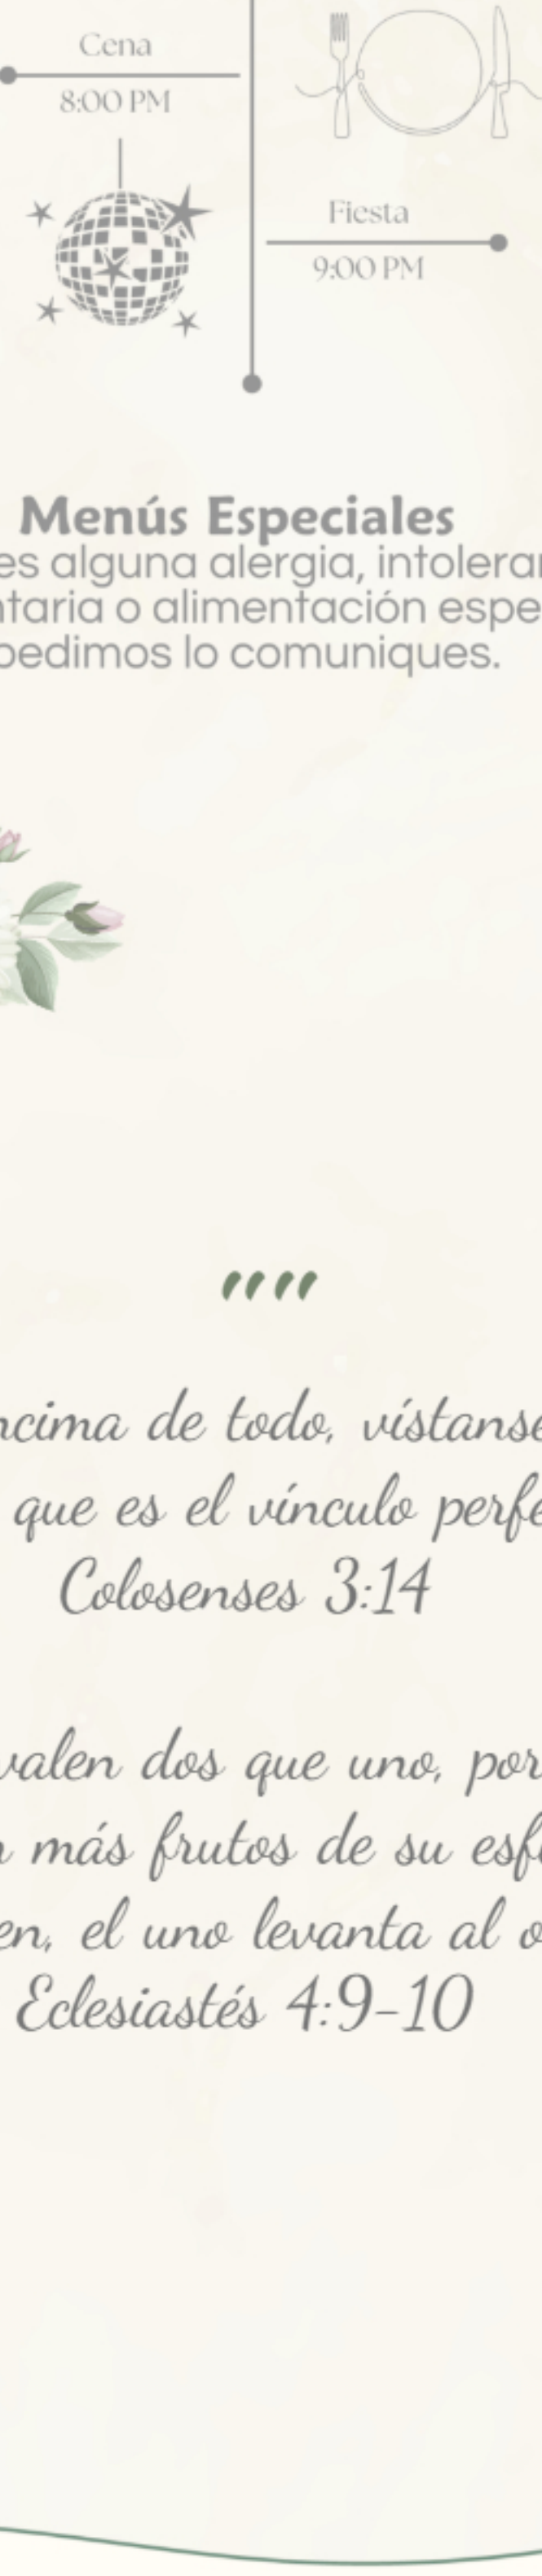 Cena
8:00 PM
Fiesta
9:00 PM
Menús Especiales
es alguna alergia, intolerar
ntaria o alimentación espe
pedimos lo comuniques.
""
ncima de todo, vístanse
que es el vínculo perfe
Colosenses 3:14
valen dos que uno, por
n más frutos de su esf
en, el uno levanta al o
Eclesiastés 4:9-10